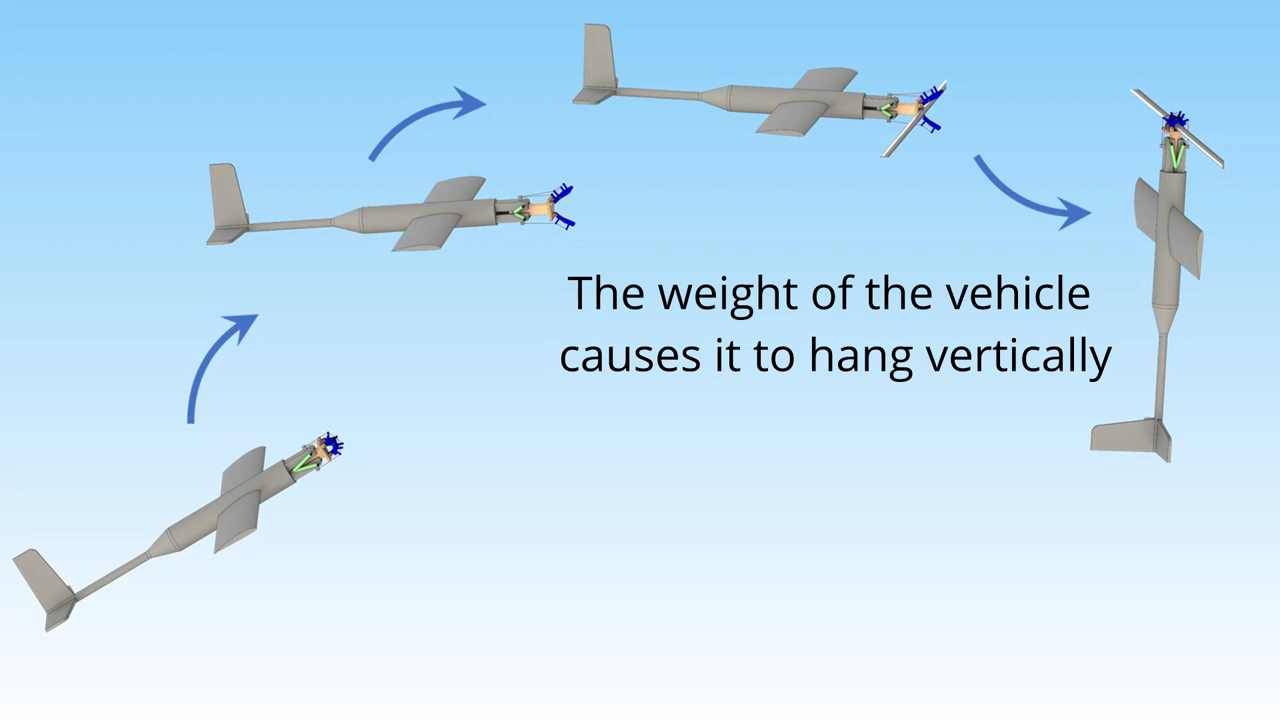 The weight of the vehicle
causes it to hang vertically